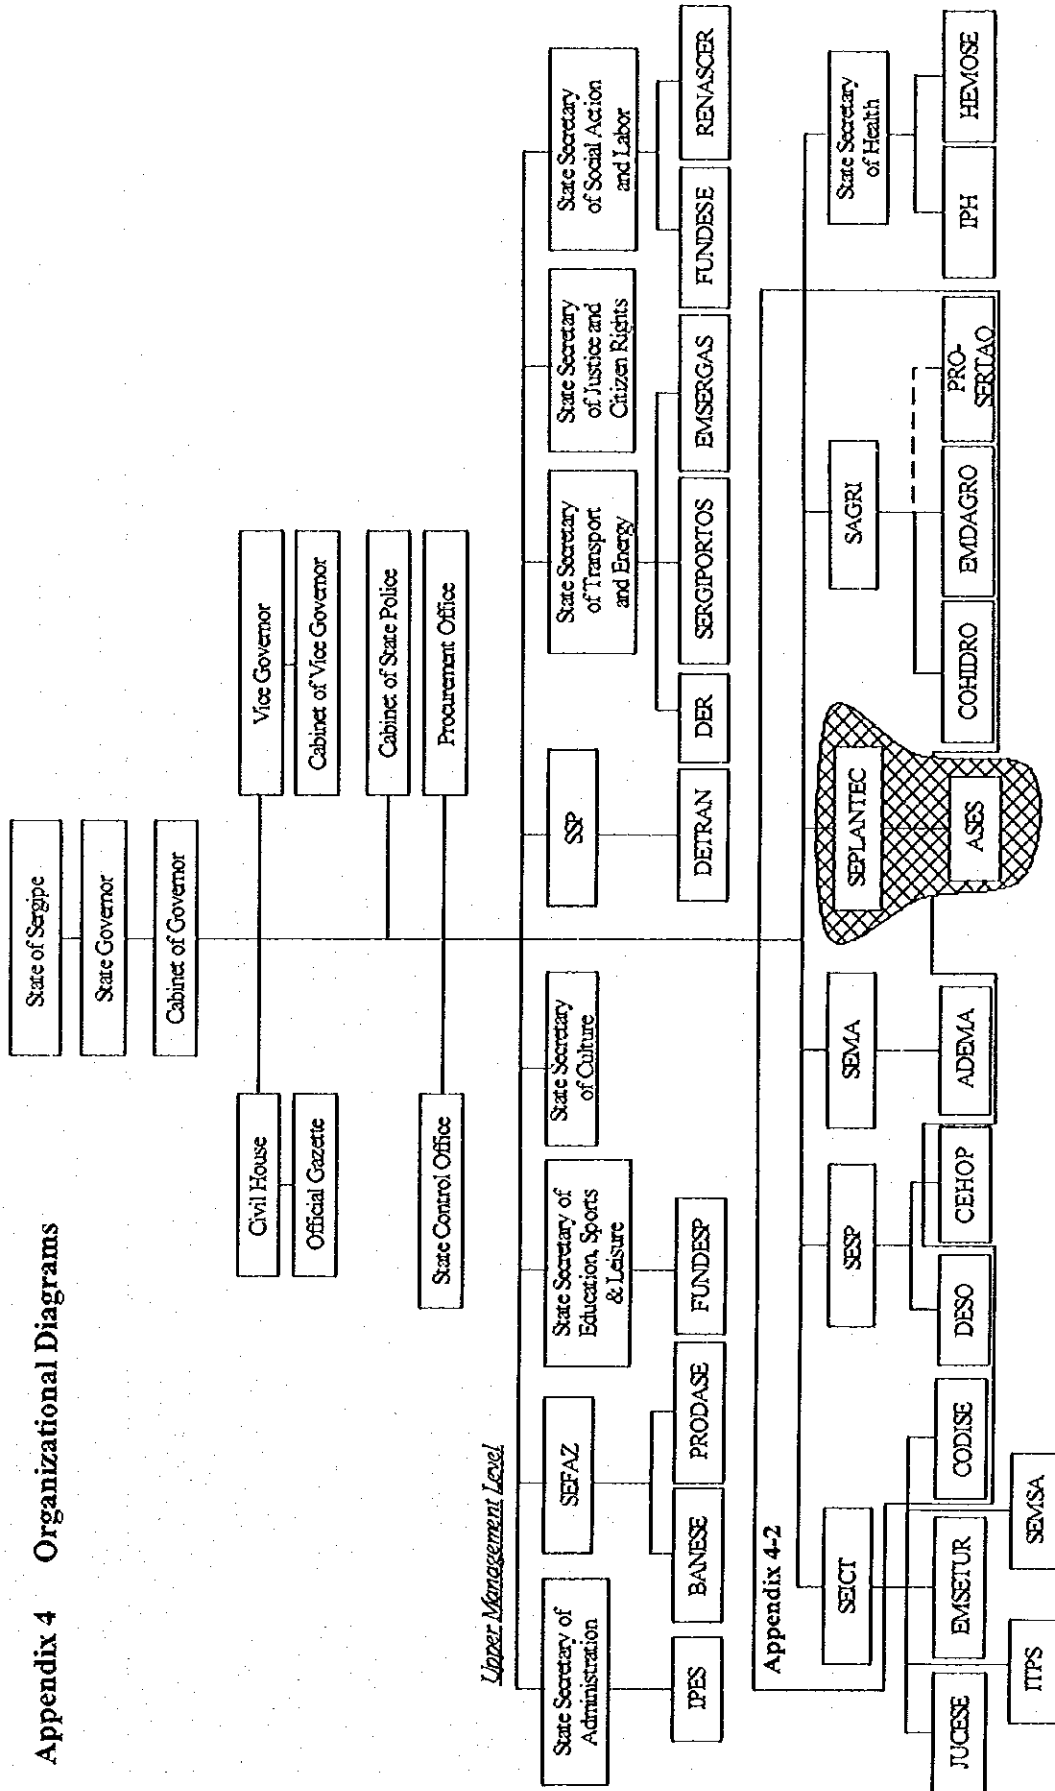 Appendix 4 Organizational Diagrams
State of Sergipe
State Governor
Cabinet of Governor
Civil House
Official Gazette
Vice Governor
Cabinet of Vice Governor
Cabinet of State Police
State Control Office
Procurement Office
Upper Management Level
State Secretary of
Administration
IPES
SEFAZ
BANESE
PRODASE
State Secretary of
Education, Sports
& Leisure
FUNDESP
State Secretary
of Culture
SSP
DETRAN
State Secretary
of Transport
and Energy
DER
SERGIPORTOS
EMSERGAS
State Secretary
of Justice and
Citizen Rights
State Secretary
of Social Action
and Labor
FUNDESE
RENASCER
Appendix 4-2
SEICT
JUCESE
EMSETUR
CODISE
ITPS
SEMSA
SESP
DESO
CEHOP
SEMA
ADEMA
SEPLANTEC
ASES
SAGRI
COHIDRO
EMDAGRO
PRO-
SERTAO
State Secretary
of Health
IPH
HEMOSE